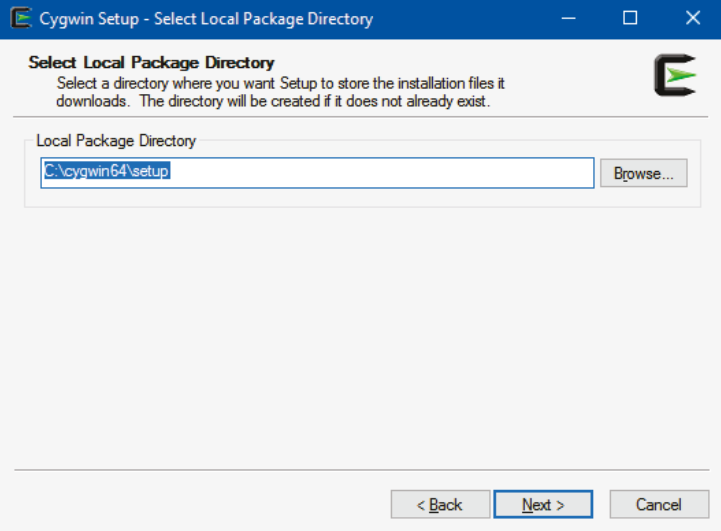 Cygwin Setup - Select Local Package Directory
Select Local Package Directory
Select a directory where you want Setup to store the installation files it
downloads. The directory will be created if it does not already exist.
Local Package Directory
C:\cygwin64\setup
Browse...
< Back
Next >
Cancel